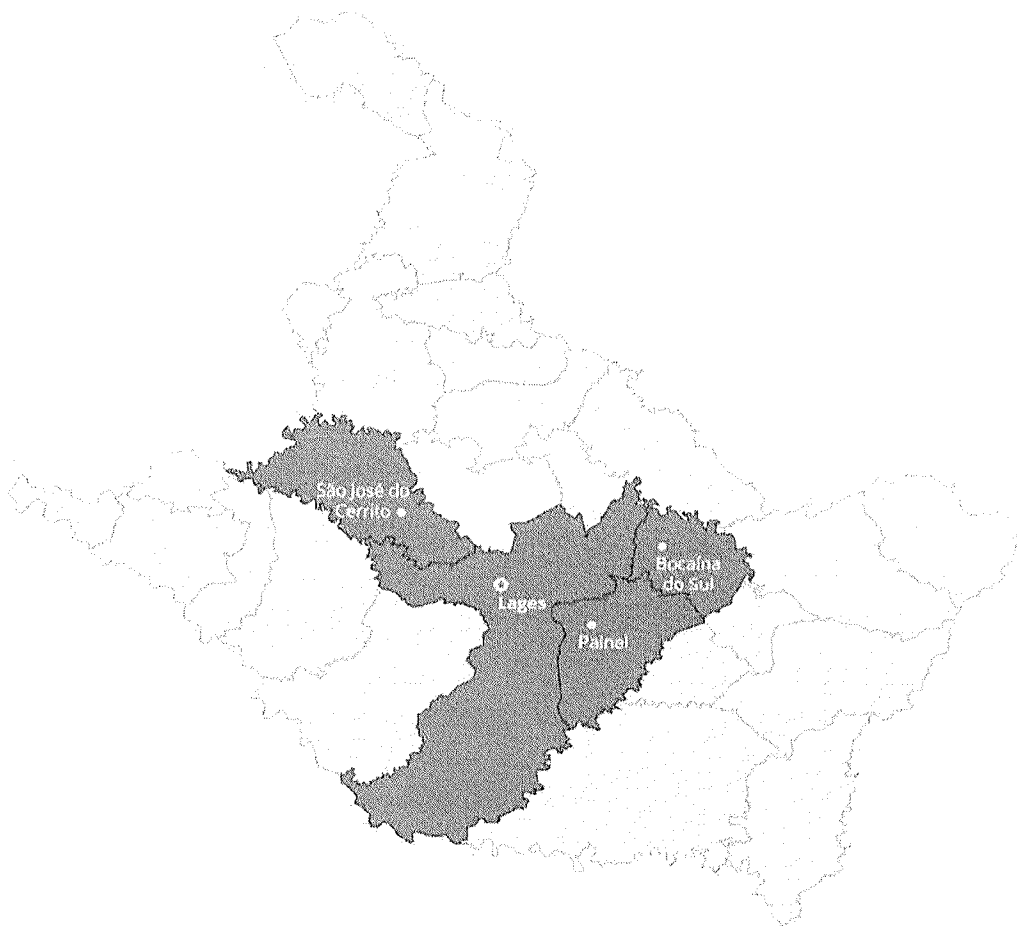 São José do
Cerrito
Bocaina
do Sul
Lages
Painel